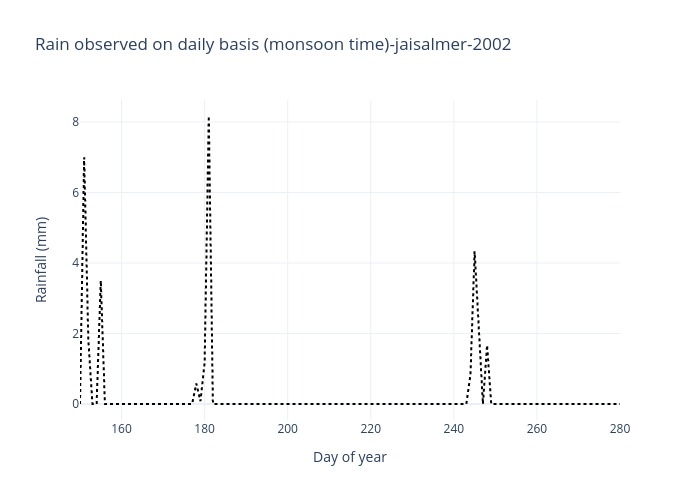 Rain observed on daily basis (monsoon time)-jaisalmer-2002
8
6
4
2
0
Rainfall (mm)
160 180 200 220 240 260 280
Day of year